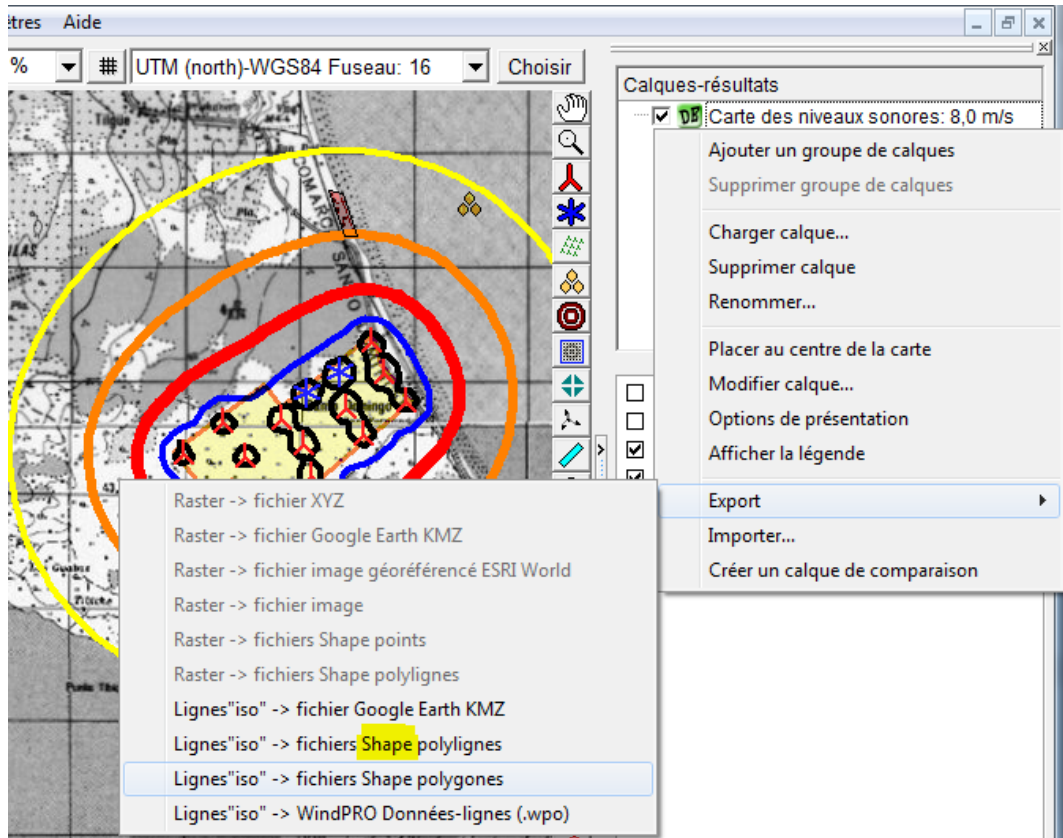 ètres Aide
% UTM (north)-WGS84 Fuseau: 16 Choisir
Calques-résultats
Carte des niveaux sonores: 8,0 m/s
Ajouter un groupe de calques
Supprimer groupe de calques
Charger calque...
Supprimer calque
Renommer...
Placer au centre de la carte
Modifier calque...
Options de présentation
Afficher la légende
Export
Importer...
Créer un calque de comparaison
Raster -> fichier XYZ
Raster -> fichier Google Earth KMZ
Raster -> fichier image géoréférencé ESRI World
Raster -> fichier image
Raster -> fichiers Shape points
Raster -> fichiers Shape polylignes
Lignes"iso" -> fichier Google Earth KMZ
Lignes"iso" -> fichiers Shape polylignes
Lignes"iso" -> fichiers Shape polygones
Lignes"iso" -> WindPRO Données-lignes (.wpo)